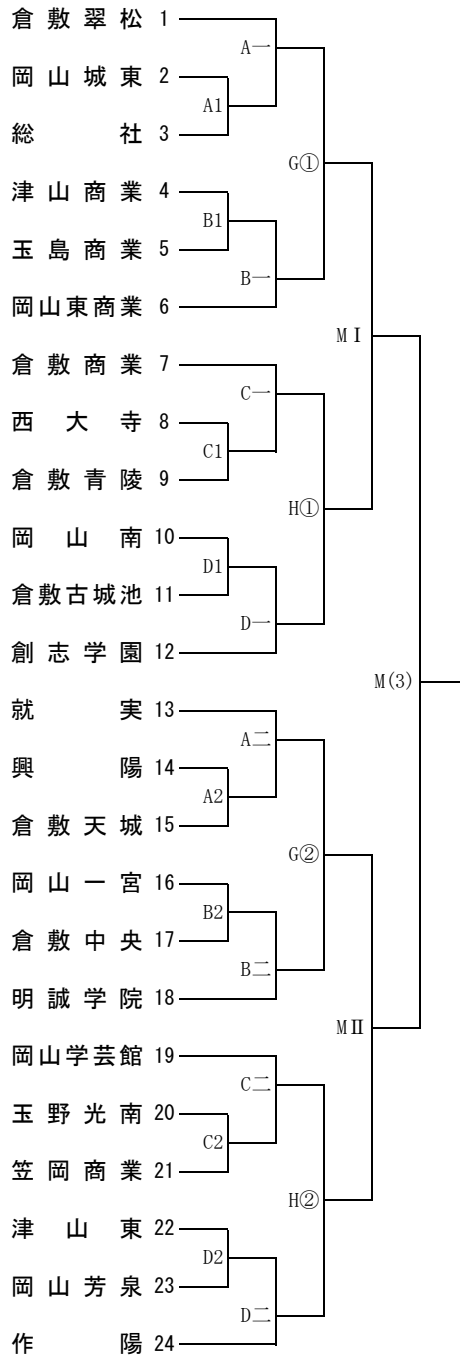 倉敷翠松 1
A一
岡山城東 2
A1
総社 3
G①
津山商業 4
B1
玉島商業 5
B一
岡山東商業 6
MⅠ
倉敷商業 7
C一
西大寺 8
C1
倉敷青陵 9
H①
岡山南 10
D1
倉敷古城池 11
D一
創志学園 12
M(3)
就実 13
A二
興陽 14
A2
倉敷天城 15
G②
岡山一宮 16
B2
倉敷中央 17
B二
明誠学院 18
MⅡ
岡山学芸館 19
C二
玉野光南 20
C2
笠岡商業 21
H②
津山東 22
D2
岡山芳泉 23
D二
作陽 24